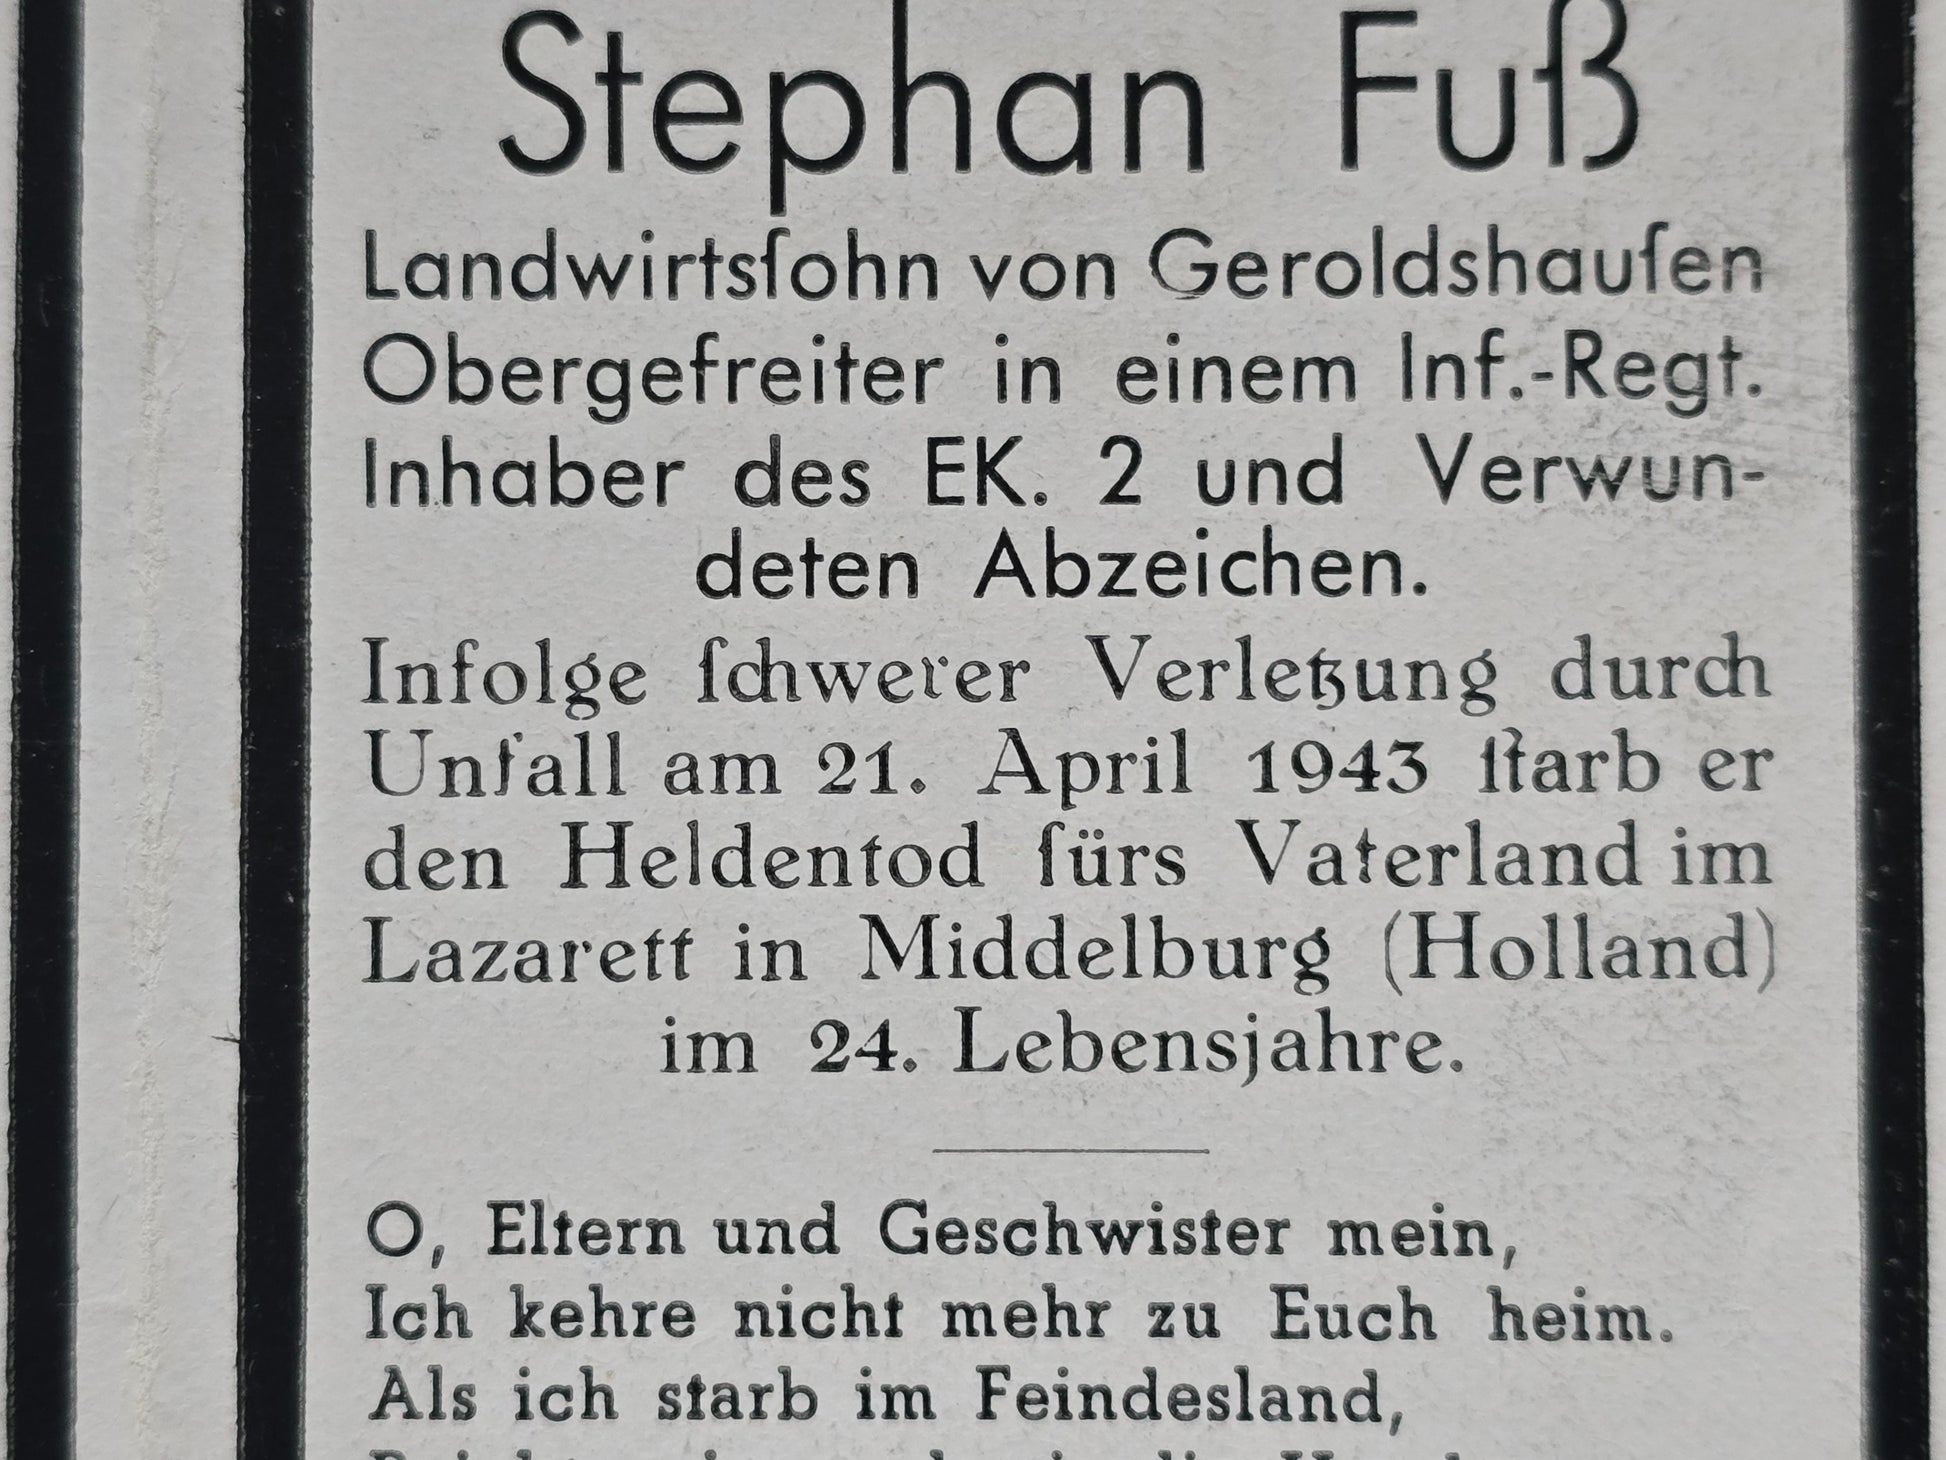 Stephan Fuß
Landwirtsſohn von Geroldshauſen
Obergefreiter in einem Inf.-Regt.
Inhaber des EK. 2 und Verwun-
deten Abzeichen.
Infolge ſchwerer Verletzung durch
Unfall am 21. April 1943 ſtarb er
den Heldentod fürs Vaterland im
Lazarett in Middelburg (Holland)
im 24. Lebensjahre.
O, Eltern und Geschwister mein,
Ich kehre nicht mehr zu Euch heim.
Als ich starb im Feindesland,